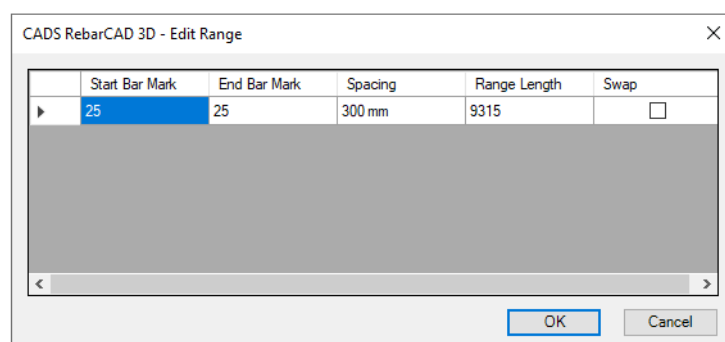 CADS RebarCAD 3D - Edit Range
Start Bar Mark End Bar Mark Spacing Range Length Swap
25 25 300 mm 9315
OK Cancel